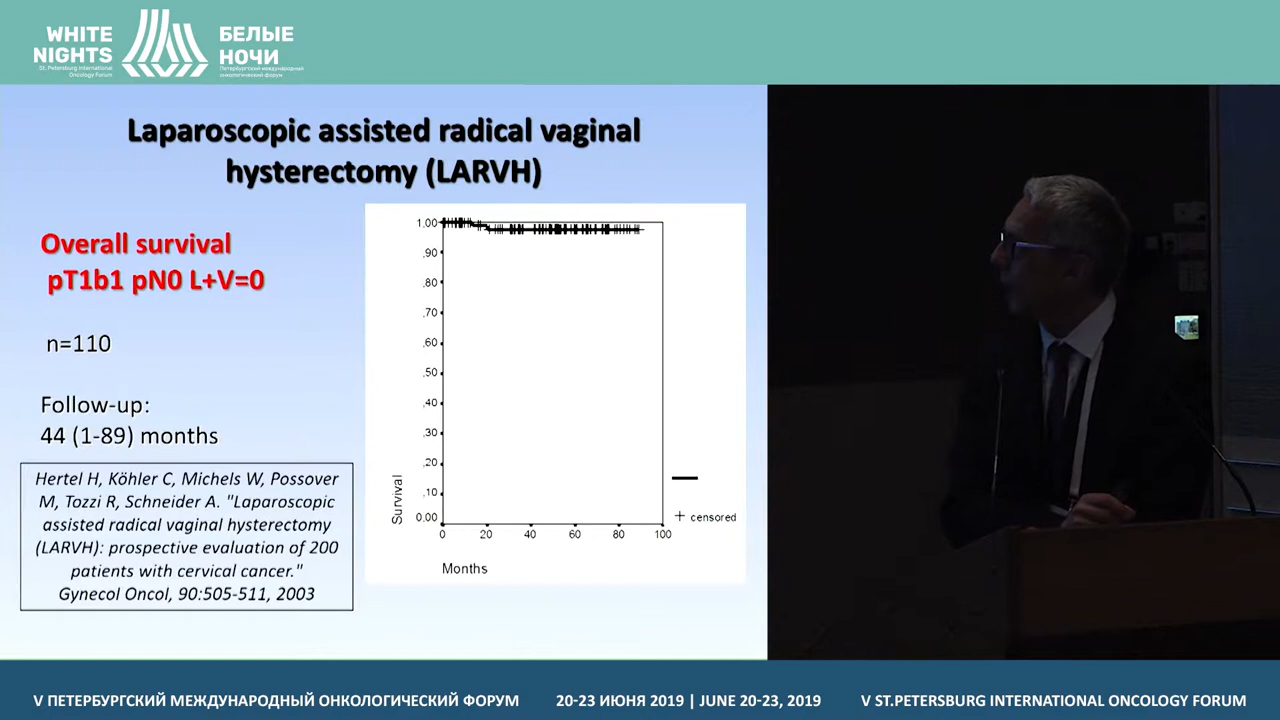 WHITE
NIGHTS
St. Petersburg International
Oncology Forum
БЕЛЫЕ
НОЧИ
Петербургский международный
онкологический форум
Laparoscopic assisted radical vaginal
hysterectomy (LARVH)
Overall survival
pT1b1 pN0 L+V=0
n=110
Follow-up:
44 (1-89) months
Hertel H, Köhler C, Michels W, Possover
M, Tozzi R, Schneider A. "Laparoscopic
assisted radical vaginal hysterectomy
(LARVH): prospective evaluation of 200
patients with cervical cancer."
Gynecol Oncol, 90:505-511, 2003
1,00
,90
,80
,70
,60
,50
,40
,30
,20
,10
0,00
Survival
0 20 40 60 80 100
Months
+ censored
V ПЕТЕРБУРГСКИЙ МЕЖДУНАРОДНЫЙ ОНКОЛОГИЧЕСКИЙ ФОРУМ
20-23 ИЮНЯ 2019 | JUNE 20-23, 2019
V ST.PETERSBURG INTERNATIONAL ONCOLOGY FORUM